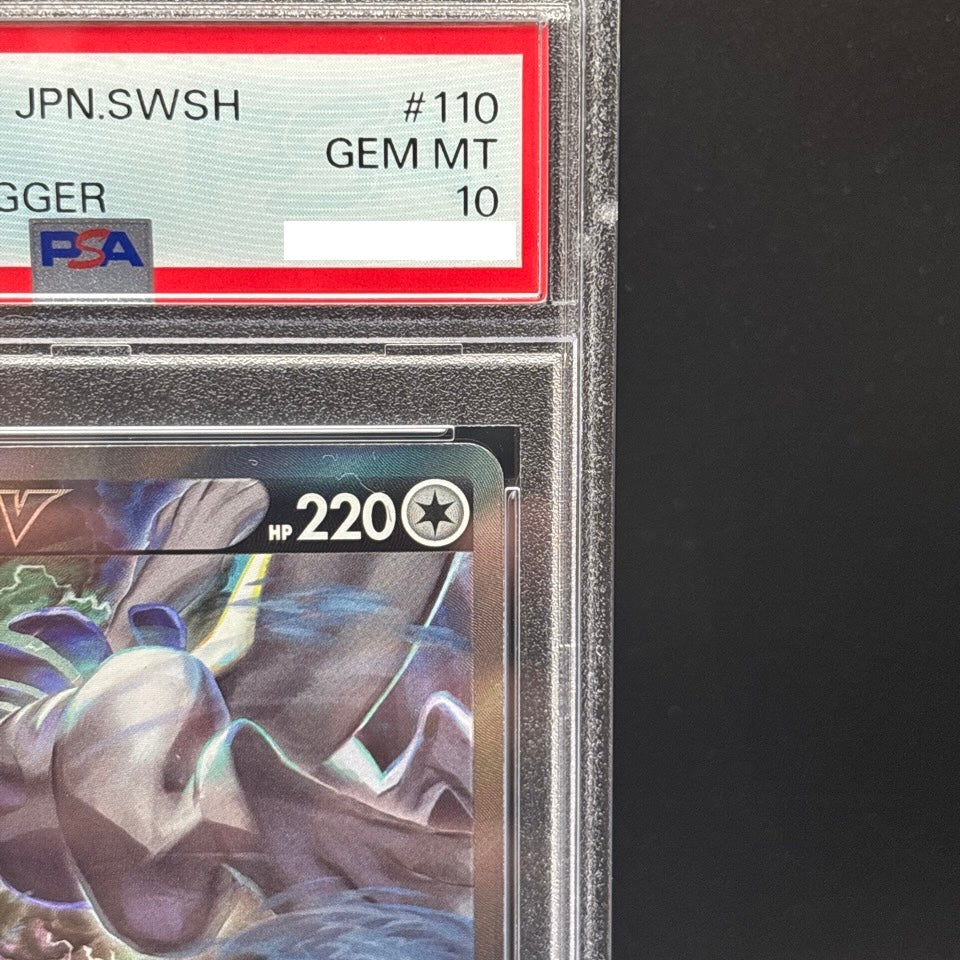 JPN.SWSH #110
GEM MT
GGER 10
PSA
V HP 220